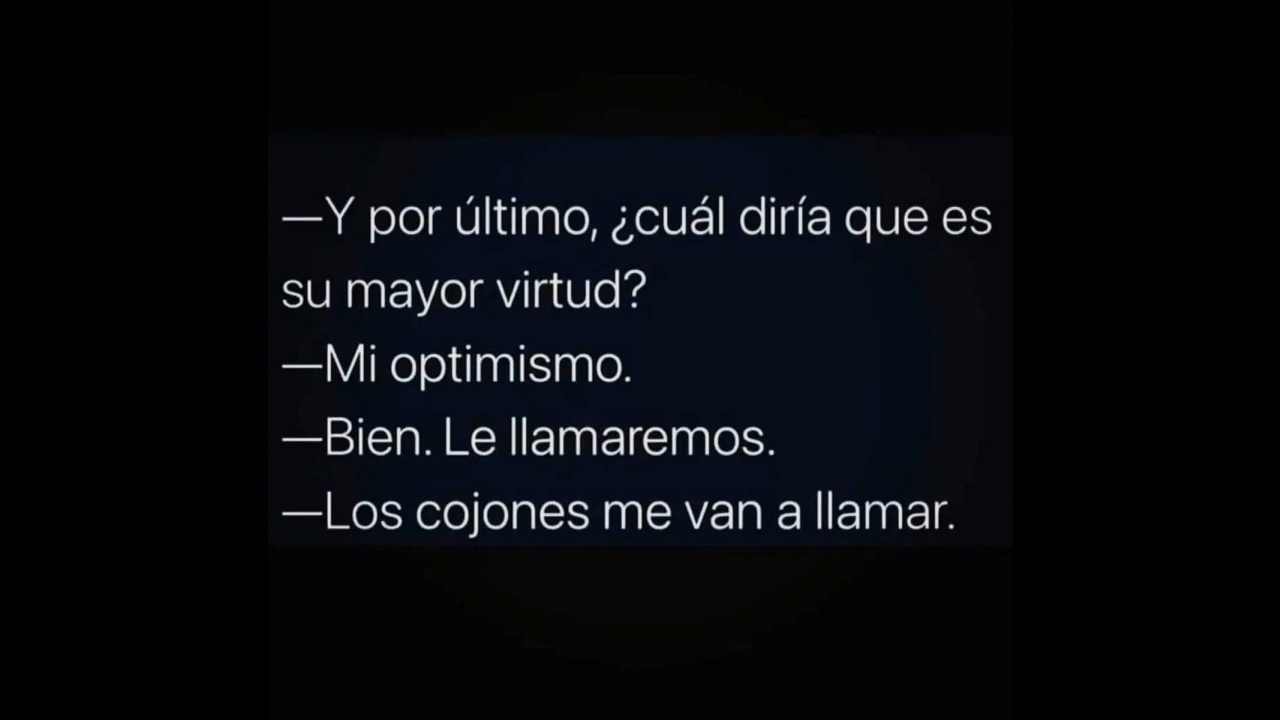 —Y por último, ¿cuál diría que es
su mayor virtud?
—Mi optimismo.
—Bien. Le llamaremos.
—Los cojones me van a llamar.